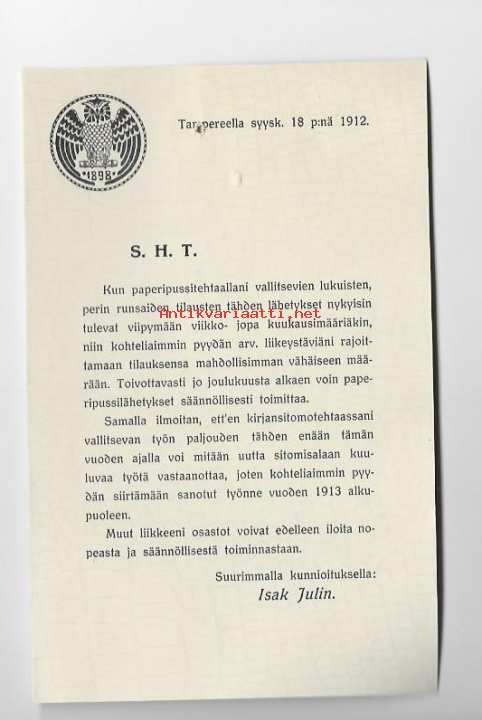 Tampereella syysk. 18 p:nä 1912.
1898
S. H. T.
Kun paperipussitehtaallani vallitsevien lukuisten,
perin runsaiden tilausten tähden lähetykset nykyisin
Antikvariaatti.net
tulevat viipymään viikko- jopa kuukausimääriäkin,
niin kohteliaimmin pyydän arv. liikeystäviäni rajoit-
tamaan tilauksensa mahdollisimman vähäiseen mää-
rään. Toivottavasti jo joulukuusta alkaen voin pape-
ripussilähetykset säännöllisesti toimittaa.
Samalla ilmoitan, ett'en kirjansitomotehtaassani
vallitsevan työn paljouden tähden enään tämän
vuoden ajalla voi mitään uutta sitomisalaan kuu-
luvaa työtä vastaanottaa, joten kohteliaimmin pyy-
dän siirtämään sanotut työnne vuoden 1913 alku-
puoleen.
Muut liikkeeni osastot voivat edelleen iloita no-
peasta ja säännöllisestä toiminnastaan.
Suurimmalla kunnioituksella:
Isak Julin.